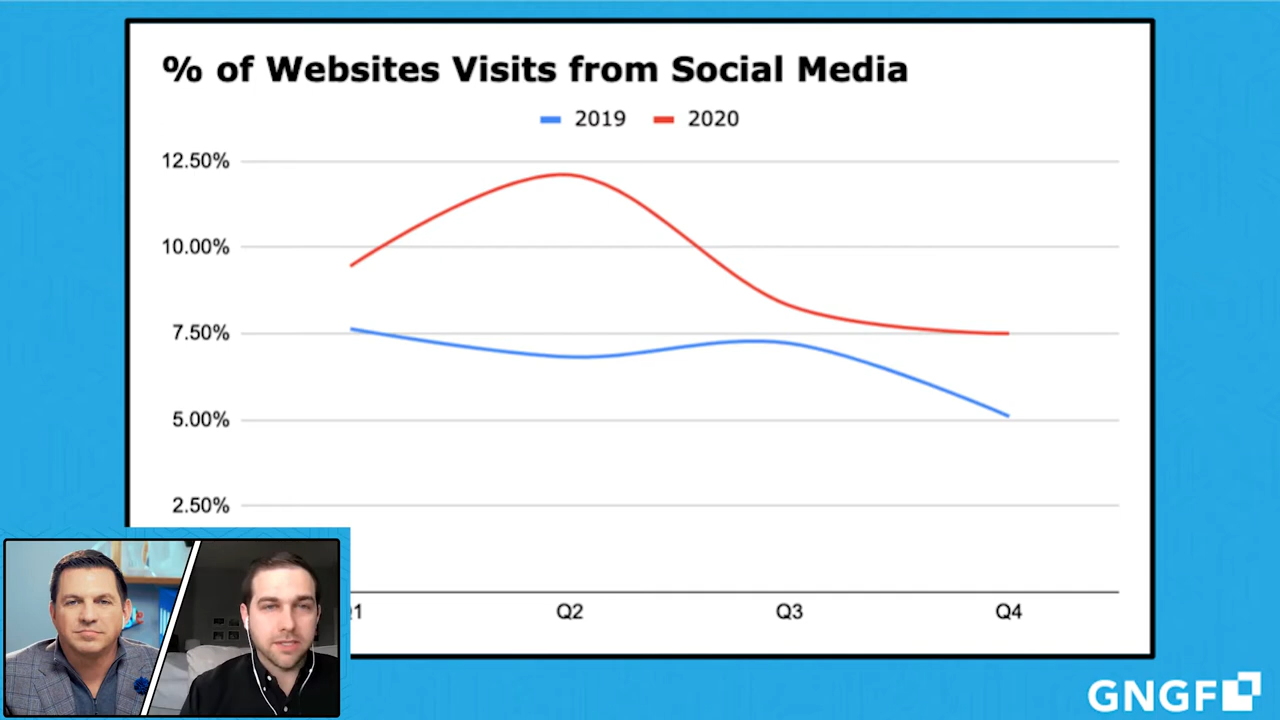 % of Websites Visits from Social Media
2019 2020
12.50%
10.00%
7.50%
5.00%
2.50%
Q2 Q3 Q4
GNGF